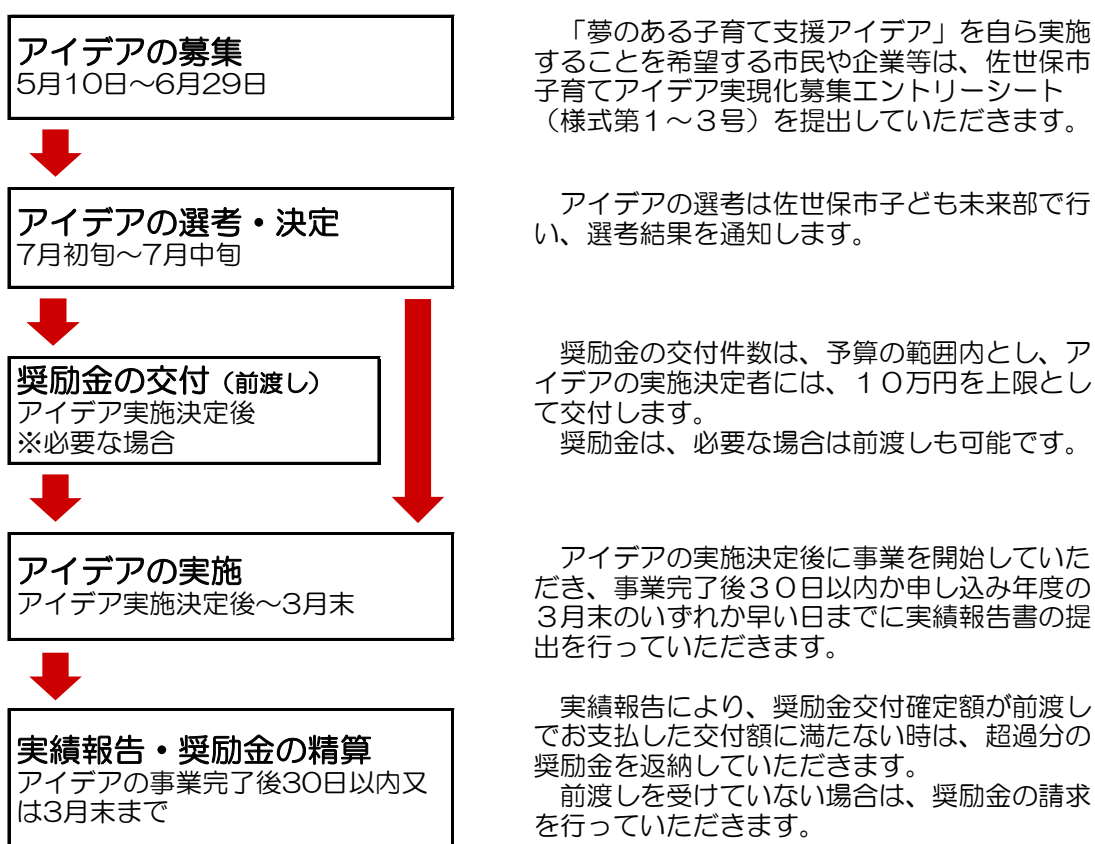 アイデアの募集
5月10日～6月29日
「夢のある子育て支援アイデア」を自ら実施
することを希望する市民や企業等は、佐世保市
子育てアイデア実現化募集エントリーシート
（様式第１～３号）を提出していただきます。
アイデアの選考・決定
7月初旬～7月中旬
アイデアの選考は佐世保市子ども未来部で行
い、選考結果を通知します。
奨励金の交付（前渡し）
アイデア実施決定後
※必要な場合
奨励金の交付件数は、予算の範囲内とし、ア
イデアの実施決定者には、１０万円を上限とし
て交付します。
奨励金は、必要な場合は前渡しも可能です。
アイデアの実施
アイデア実施決定後～3月末
アイデアの実施決定後に事業を開始していた
だき、事業完了後３０日以内か申し込み年度の
３月末のいずれか早い日までに実績報告書の提
出を行っていただきます。
実績報告・奨励金の精算
アイデアの事業完了後30日以内又
は3月末まで
実績報告により、奨励金交付確定額が前渡し
でお支払した交付額に満たない時は、超過分の
奨励金を返納していただきます。
前渡しを受けていない場合は、奨励金の請求
を行っていただきます。